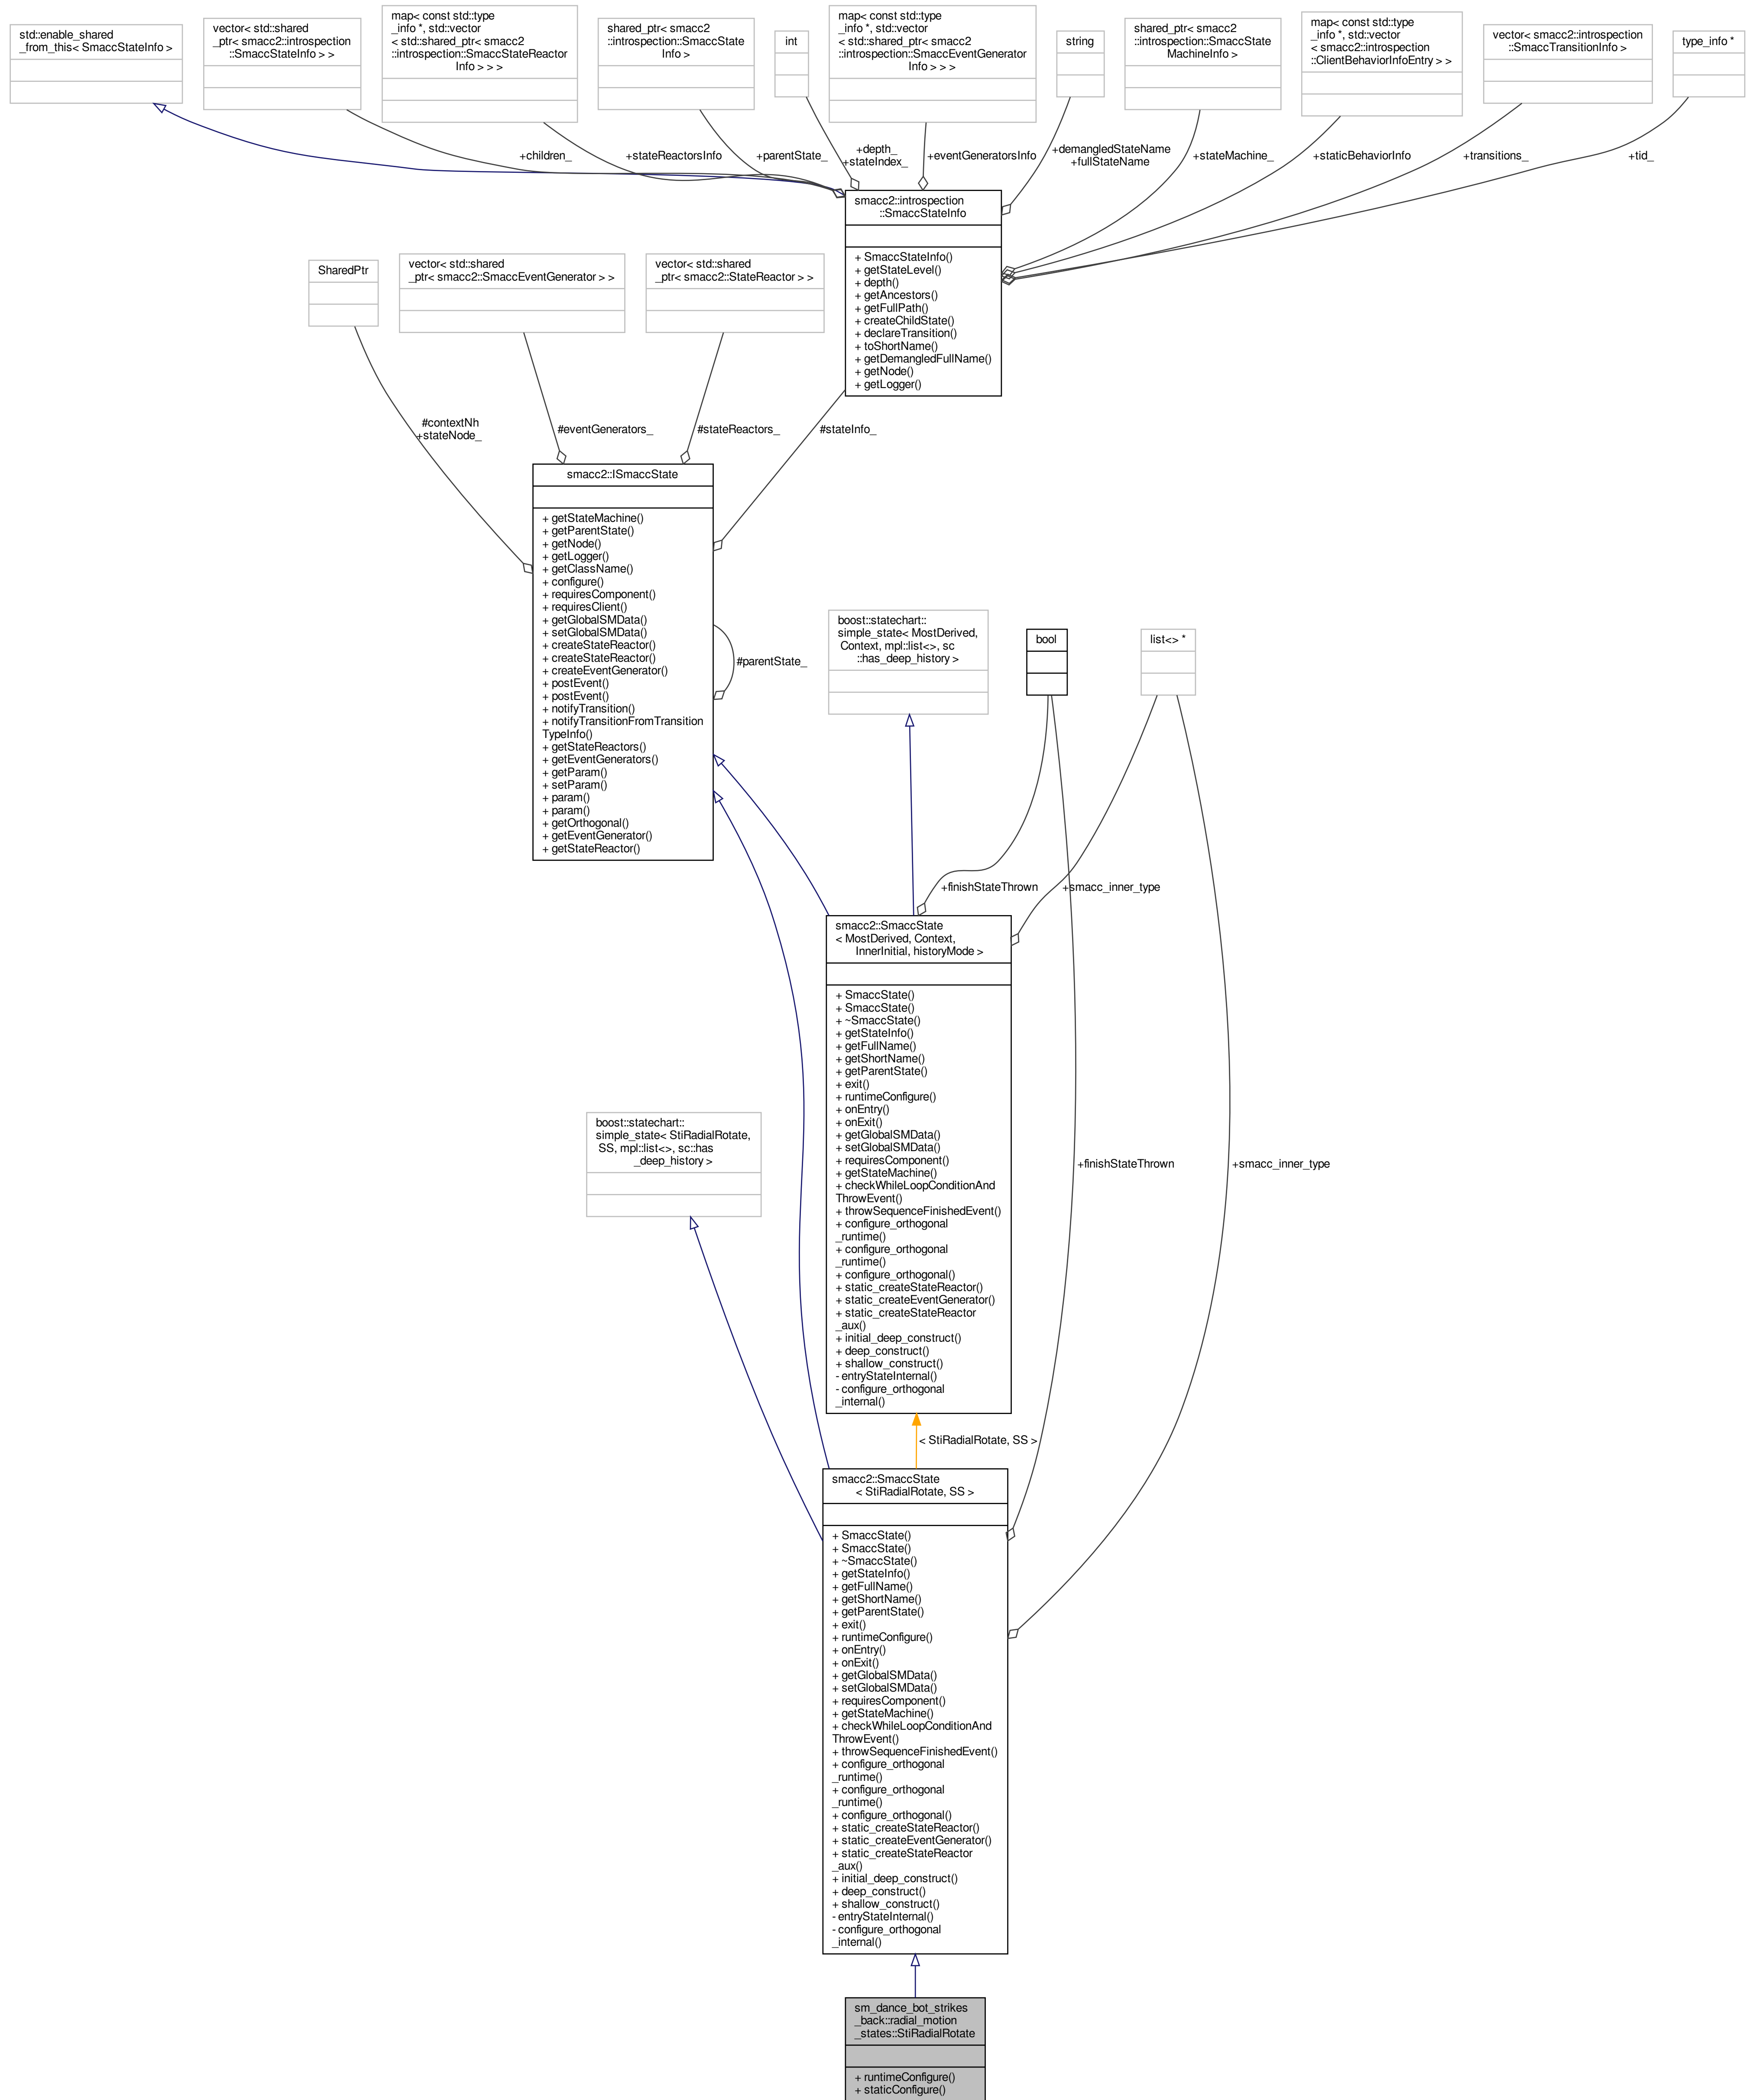 std::enable_shared
_from_this< SmaccStateInfo >
vector< std::shared
_ptr< smacc2::introspection
::SmaccStateInfo > >
map< const std::type
_info *, std::vector
< std::shared_ptr< smacc2
::introspection::SmaccStateReactor
Info > > >
shared_ptr< smacc2
::introspection::SmaccState
Info >
int
map< const std::type
_info *, std::vector
< std::shared_ptr< smacc2
::introspection::SmaccEventGenerator
Info > > >
string
shared_ptr< smacc2
::introspection::SmaccState
MachineInfo >
map< const std::type
_info *, std::vector
< smacc2::introspection
::ClientBehaviorInfoEntry > >
vector< smacc2::introspection
::SmaccTransitionInfo >
type_info *
+children_
+stateReactorsInfo
+parentState_
+depth_
+stateIndex_
+eventGeneratorsInfo
+demangledStateName
+fullStateName
+stateMachine_
+staticBehaviorInfo
+transitions_
+tid_
smacc2::introspection
::SmaccStateInfo
+ SmaccStateInfo()
+ getStateLevel()
+ depth()
+ getAncestors()
+ getFullPath()
+ createChildState()
+ declareTransition()
+ toShortName()
+ getDemangledFullName()
+ getNode()
+ getLogger()
SharedPtr
vector< std::shared
_ptr< smacc2::SmaccEventGenerator > >
vector< std::shared
_ptr< smacc2::StateReactor > >
#contextNh
+stateNode_
#eventGenerators_
#stateReactors_
#stateInfo_
smacc2::ISmaccState
+ getStateMachine()
+ getParentState()
+ getNode()
+ getLogger()
+ getClassName()
+ configure()
+ requiresComponent()
+ requiresClient()
+ getGlobalSMData()
+ setGlobalSMData()
+ createStateReactor()
+ createStateReactor()
+ createEventGenerator()
+ postEvent()
+ postEvent()
+ notifyTransition()
+ notifyTransitionFromTransition
TypeInfo()
+ getStateReactors()
+ getEventGenerators()
+ getParam()
+ setParam()
+ param()
+ param()
+ getOrthogonal()
+ getEventGenerator()
+ getStateReactor()
#parentState_
boost::statechart::
simple_state< MostDerived,
Context, mpl::list<>, sc
::has_deep_history >
bool
list<> *
+finishStateThrown
+smacc_inner_type
smacc2::SmaccState
< MostDerived, Context,
InnerInitial, historyMode >
+ SmaccState()
+ SmaccState()
+ ~SmaccState()
+ getStateInfo()
+ getFullName()
+ getShortName()
+ getParentState()
+ exit()
+ runtimeConfigure()
+ onEntry()
+ onExit()
+ getGlobalSMData()
+ setGlobalSMData()
+ requiresComponent()
+ getStateMachine()
+ checkWhileLoopConditionAnd
ThrowEvent()
+ throwSequenceFinishedEvent()
+ configure_orthogonal
_runtime()
+ configure_orthogonal
_runtime()
+ configure_orthogonal()
+ static_createStateReactor()
+ static_createEventGenerator()
+ static_createStateReactor
_aux()
+ initial_deep_construct()
+ deep_construct()
+ shallow_construct()
- entryStateInternal()
- configure_orthogonal
_internal()
boost::statechart::
simple_state< StiRadialRotate,
SS, mpl::list<>, sc::has
_deep_history >
+finishStateThrown
+smacc_inner_type
< StiRadialRotate, SS >
smacc2::SmaccState
< StiRadialRotate, SS >
+ SmaccState()
+ SmaccState()
+ ~SmaccState()
+ getStateInfo()
+ getFullName()
+ getShortName()
+ getParentState()
+ exit()
+ runtimeConfigure()
+ onEntry()
+ onExit()
+ getGlobalSMData()
+ setGlobalSMData()
+ requiresComponent()
+ getStateMachine()
+ checkWhileLoopConditionAnd
ThrowEvent()
+ throwSequenceFinishedEvent()
+ configure_orthogonal
_runtime()
+ configure_orthogonal
_runtime()
+ configure_orthogonal()
+ static_createStateReactor()
+ static_createEventGenerator()
+ static_createStateReactor
_aux()
+ initial_deep_construct()
+ deep_construct()
+ shallow_construct()
- entryStateInternal()
- configure_orthogonal
_internal()
sm_dance_bot_strikes
_back::radial_motion
_states::StiRadialRotate
+ runtimeConfigure()
+ staticConfigure()